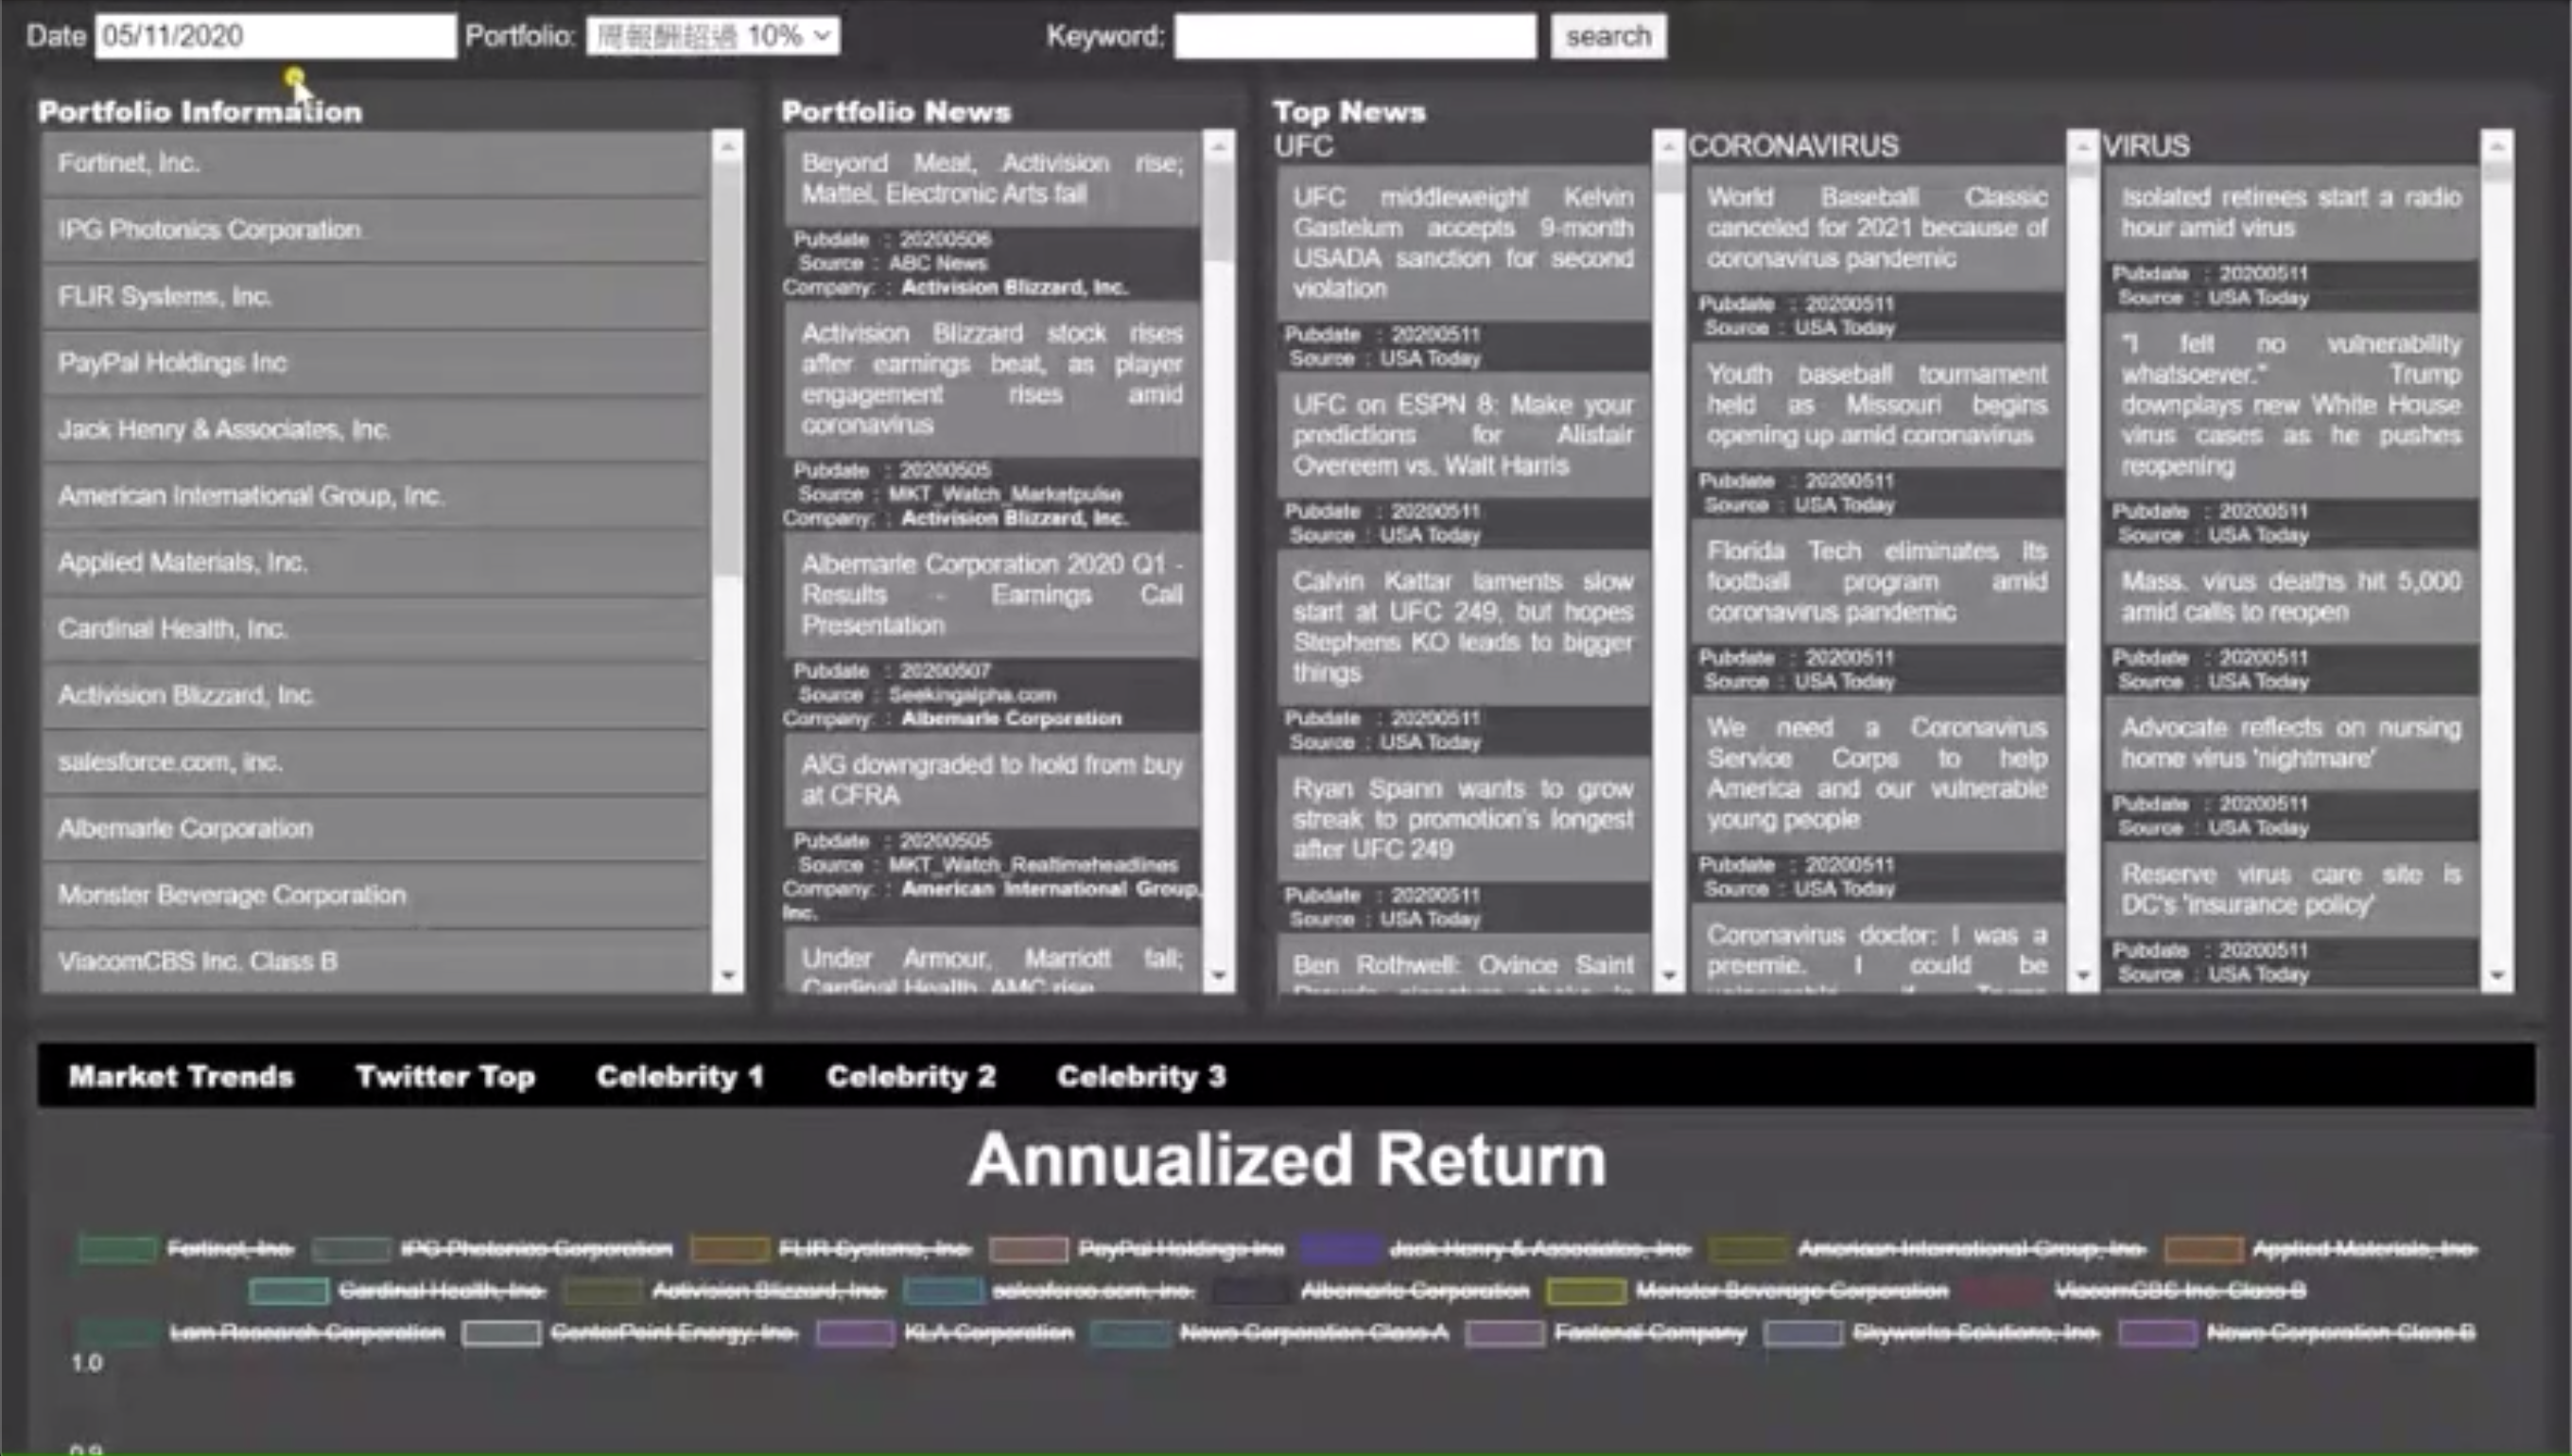 Date 05/11/2020 Portfolio: 周報酬超過 10% Keyword: search
Portfolio Information
Fortinet, Inc.
IPG Photonics Corporation
FLIR Systems, Inc.
PayPal Holdings Inc
Jack Henry & Associates, Inc.
American International Group, Inc.
Applied Materials, Inc.
Cardinal Health, Inc.
Activision Blizzard, Inc
salesforce.com, inc.
Albemarle Corporation
Monster Beverage Corporation
ViacomCBS Inc. Class B
Portfolio News
Beyond Meat, Activision rise;
Mattel, Electronic Arts fall
Pubdate : 20200506
Source : ABC News
Company: : Activision Blizzard, Inc.
Activision Blizzard stock rises
after earnings beat, as player
engagement rises amid
coronavirus
Pubdate : 20200505
Source : MKT_Watch_Marketpulse
Company: : Activision Blizzard, Inc.
Albemarle Corporation 2020 Q1 -
Results - Earnings Call
Presentation
Pubdate : 20200507
Source : Seekingalpha.com
Company: : Albemarle Corporation
AIG downgraded to hold from buy
at CFRA
Pubdate : 20200505
Source : MKT_Watch_Realtimeheadlines
Company: : American International Group,
Inc.
Under Armour, Marriott fall;
Cardinal Health, AMC rise
Top News
UFC
UFC middleweight Kelvin
Gastelum accepts 9-month
USADA sanction for second
violation
Pubdate : 20200511
Source : USA Today
UFC on ESPN 8: Make your
predictions for Alistair
Overeem vs. Walt Harris
Pubdate : 20200511
Source : USA Today
Calvin Kattar laments slow
start at UFC 249, but hopes
Stephens KO leads to bigger
things
Pubdate : 20200511
Source : USA Today
Ryan Spann wants to grow
streak to promotion's longest
after UFC 249
Pubdate : 20200511
Source : USA Today
Ben Rothwell: Ovince Saint
CORONAVIRUS
World Baseball Classic
canceled for 2021 because of
coronavirus pandemic
Pubdate : 20200511
Source : USA Today
Youth baseball tournament
held as Missouri begins
opening up amid coronavirus
Pubdate : 20200511
Source : USA Today
Florida Tech eliminates its
football program amid
coronavirus pandemic
Pubdate : 20200511
Source : USA Today
We need a Coronavirus
Service Corps to help
America and our vulnerable
young people
Pubdate : 20200511
Source : USA Today
Coronavirus doctor: I was a
preemie. I could be
VIRUS
Isolated retirees start a radio
hour amid virus
Pubdate : 20200511
Source : USA Today
"I felt no vulnerability
whatsoever." Trump
downplays new White House
virus cases as he pushes
reopening
Pubdate : 20200511
Source : USA Today
Mass. virus deaths hit 5,000
amid calls to reopen
Pubdate : 20200511
Source : USA Today
Advocate reflects on nursing
home virus 'nightmare'
Pubdate : 20200511
Source : USA Today
Reserve virus care site is
DC's 'insurance policy'
Pubdate : 20200511
Source : USA Today
Market Trends Twitter Top Celebrity 1 Celebrity 2 Celebrity 3
Annualized Return
Fortinet, Inc. IPG Photonics Corporation FLIR Systems, Inc. PayPal Holdings Inc Jack Henry & Associates, Inc. American International Group, Inc. Applied Materials, Inc.
Cardinal Health, Inc. Activision Blizzard, Inc salesforce.com, inc. Albemarle Corporation Monster Beverage Corporation ViacomCBS Inc. Class B
Lam Research Corporation CenterPoint Energy, Inc. KLA Corporation News Corporation Class A Fastenal Company Skyworks Solutions, Inc. News Corporation Class B
1.0
0.9